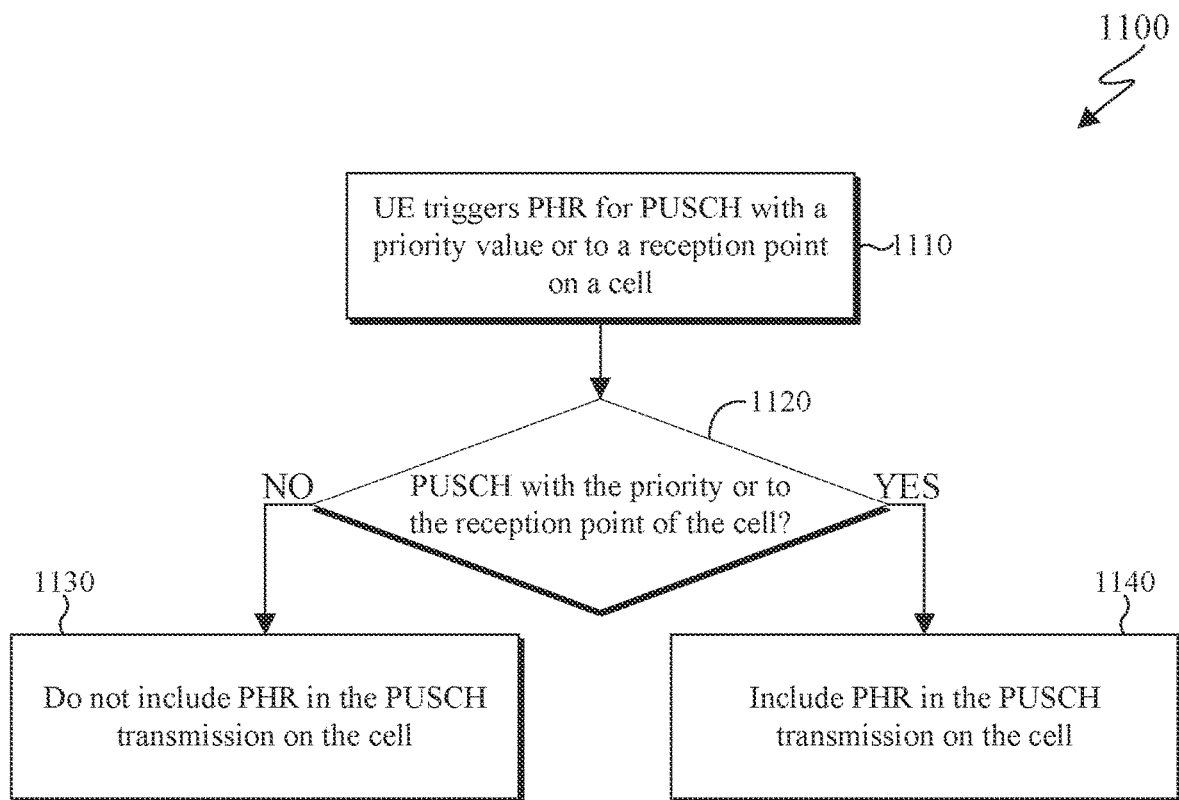 1100
UE triggers PHR for PUSCH with a
priority value or to a reception point
on a cell
1110
1120
NO
PUSCH with the priority or to
the reception point of the cell?
YES
1130
1140
Do not include PHR in the PUSCH
transmission on the cell
Include PHR in the PUSCH
transmission on the cell